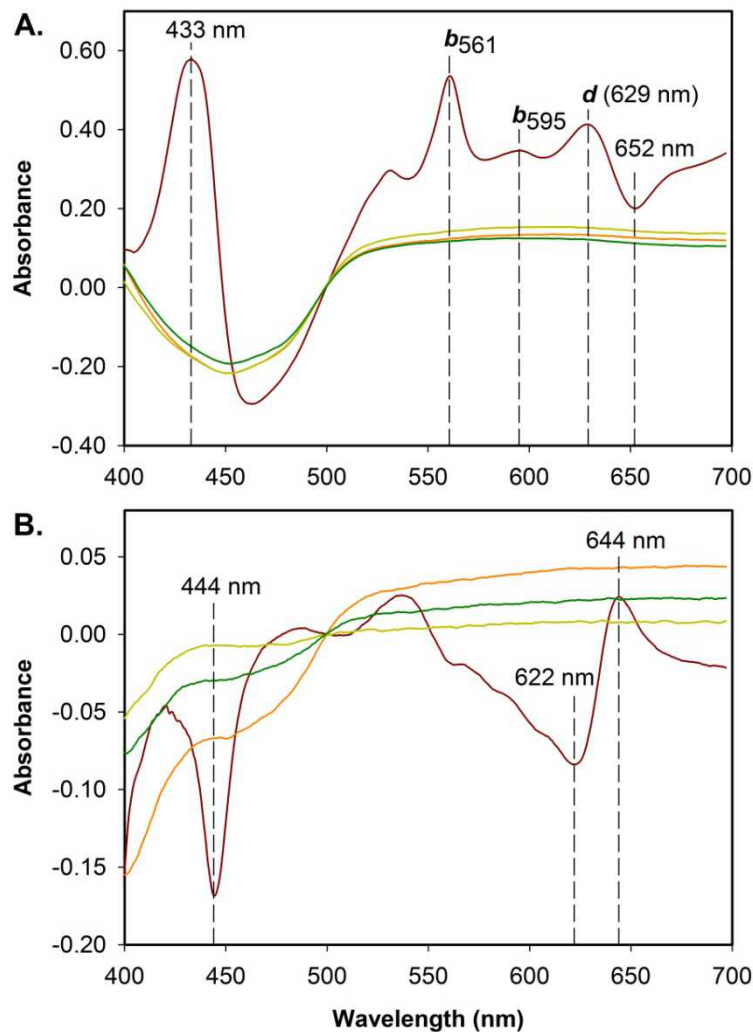 A.
433 nm
b561
b595
d (629 nm)
652 nm
0.60
0.40
0.20
0.00
-0.20
-0.40
Absorbance
400 450 500 550 600 650 700
B.
444 nm
644 nm
622 nm
0.05
0.00
-0.05
-0.10
-0.15
-0.20
Absorbance
400 450 500 550 600 650 700
Wavelength (nm)